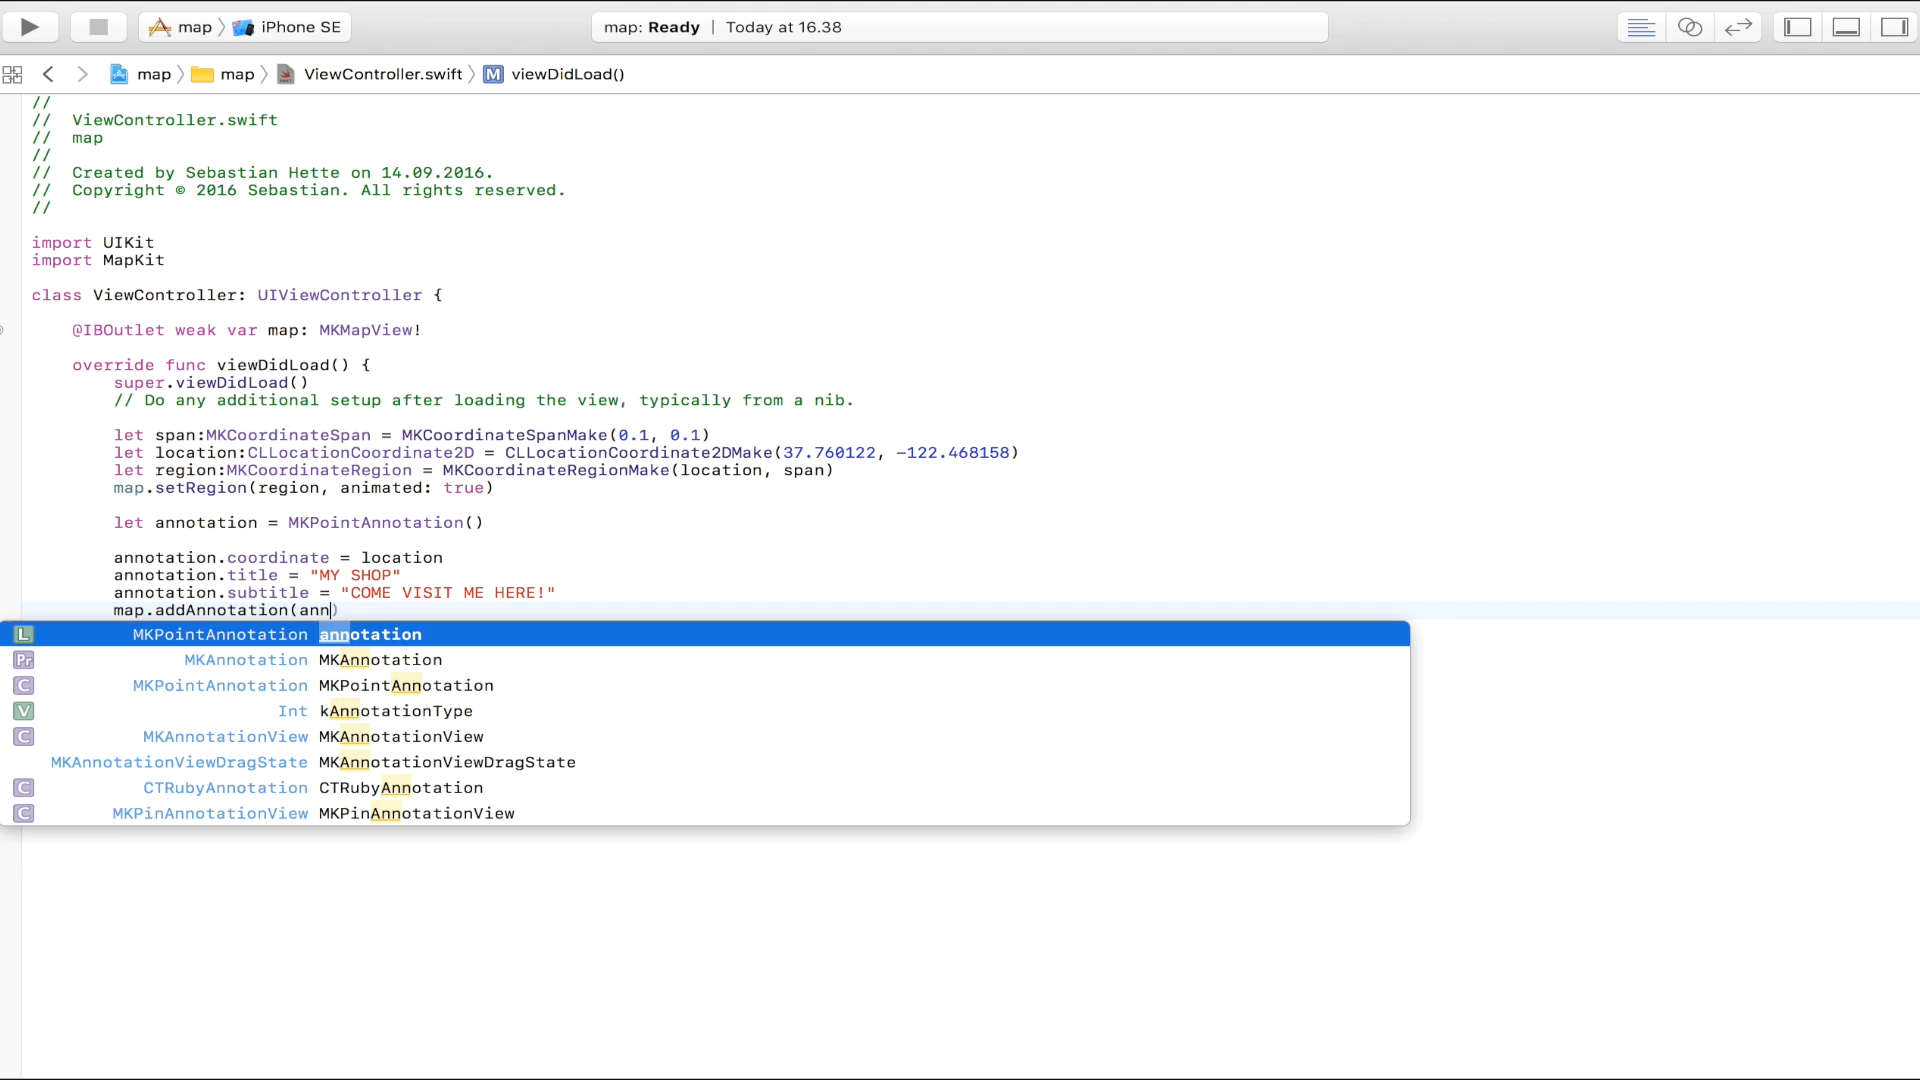 map iPhone SE map: Ready | Today at 16.38
map map ViewController.swift M viewDidLoad()
//
// ViewController.swift
// map
//
// Created by Sebastian Hette on 14.09.2016.
// Copyright © 2016 Sebastian. All rights reserved.
//
import UIKit
import MapKit
class ViewController: UIViewController {
@IBOutlet weak var map: MKMapView!
override func viewDidLoad() {
super.viewDidLoad()
// Do any additional setup after loading the view, typically from a nib.
let span:MKCoordinateSpan = MKCoordinateSpanMake(0.1, 0.1)
let location:CLLocationCoordinate2D = CLLocationCoordinate2DMake(37.760122, -122.468158)
let region:MKCoordinateRegion = MKCoordinateRegionMake(location, span)
map.setRegion(region, animated: true)
let annotation = MKPointAnnotation()
annotation.coordinate = location
annotation.title = "MY SHOP"
annotation.subtitle = "COME VISIT ME HERE!"
map.addAnnotation(ann)
L MKPointAnnotation annotation
Pr MKAnnotation MKAnnotation
C MKPointAnnotation MKPointAnnotation
V Int kAnnotationType
C MKAnnotationView MKAnnotationView
MKAnnotationViewDragState MKAnnotationViewDragState
C CTRubyAnnotation CTRubyAnnotation
C MKPinAnnotationView MKPinAnnotationView